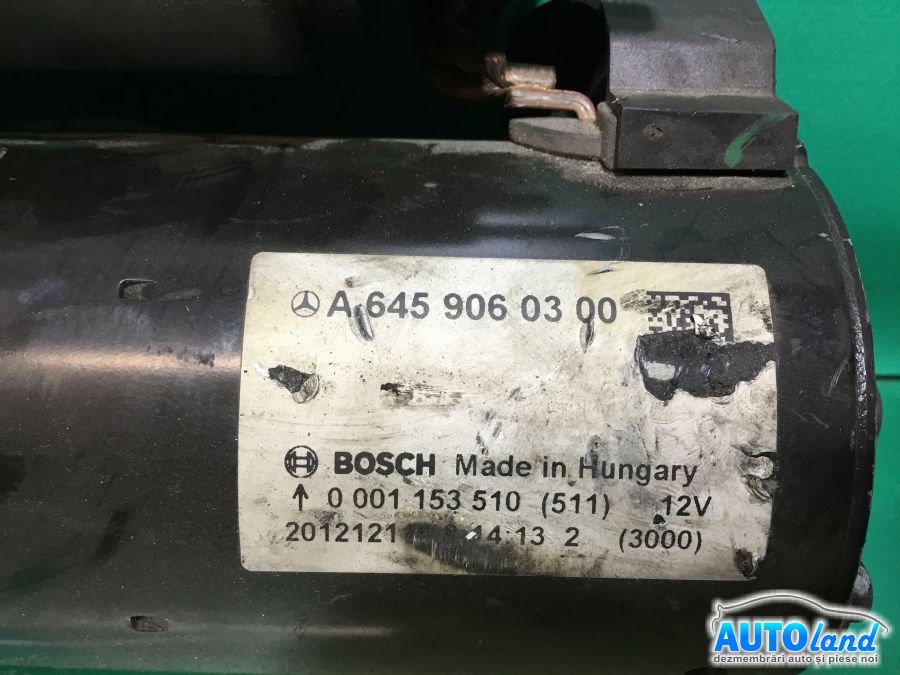 A 645 906 03 00
BOSCH Made in Hungary
↑ 0 001 153 510 (511) 12V
2012121 14 13 2 (3000)
AUTOland
dezmembrări auto și piese noi